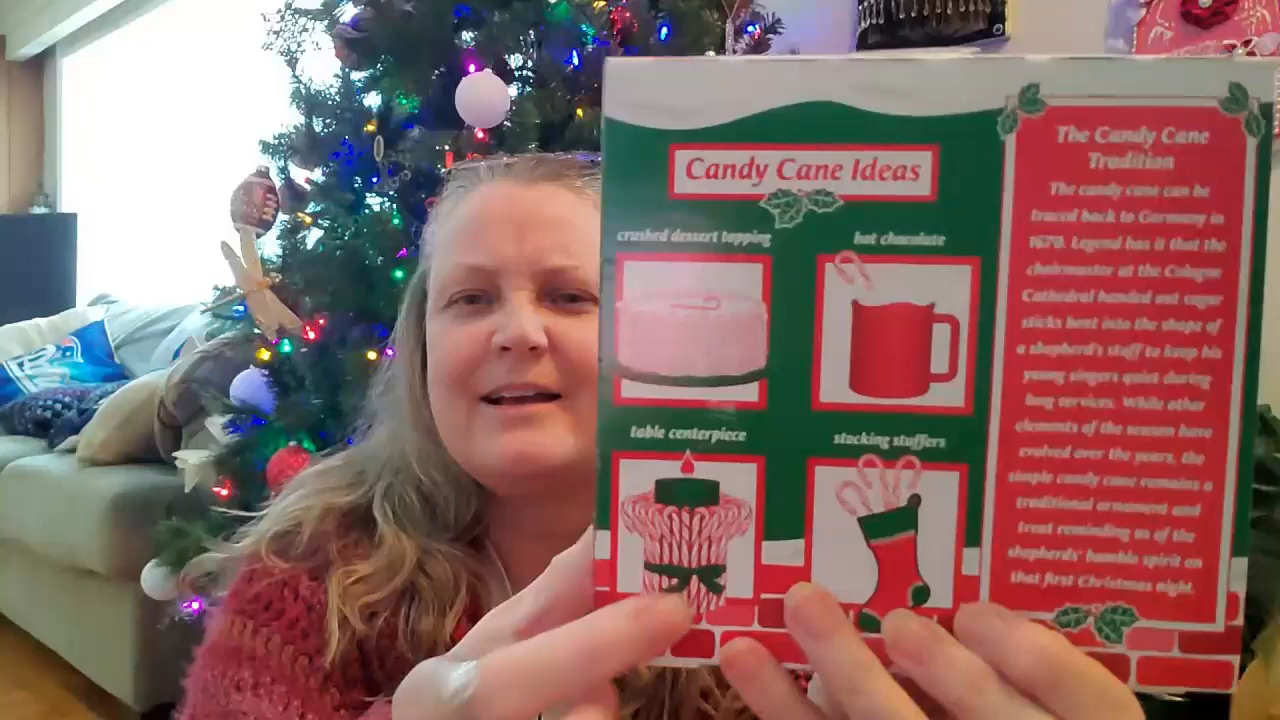 Candy Cane Ideas
crushed dessert topping
hot chocolate
table centerpiece
stocking stuffers
The Candy Cane
Tradition
The candy cane can be
traced back to Germany in
1670. Legend has it that the
choirmaster at the Cologne
Cathedral handed out sugar
sticks bent into the shape of
a shepherd's staff to keep his
young singers quiet during
long services. While other
elements of the season have
evolved over the years, the
simple candy cane remains a
traditional ornament and
treat reminding us of the
shepherds' humble spirit on
that first Christmas night.